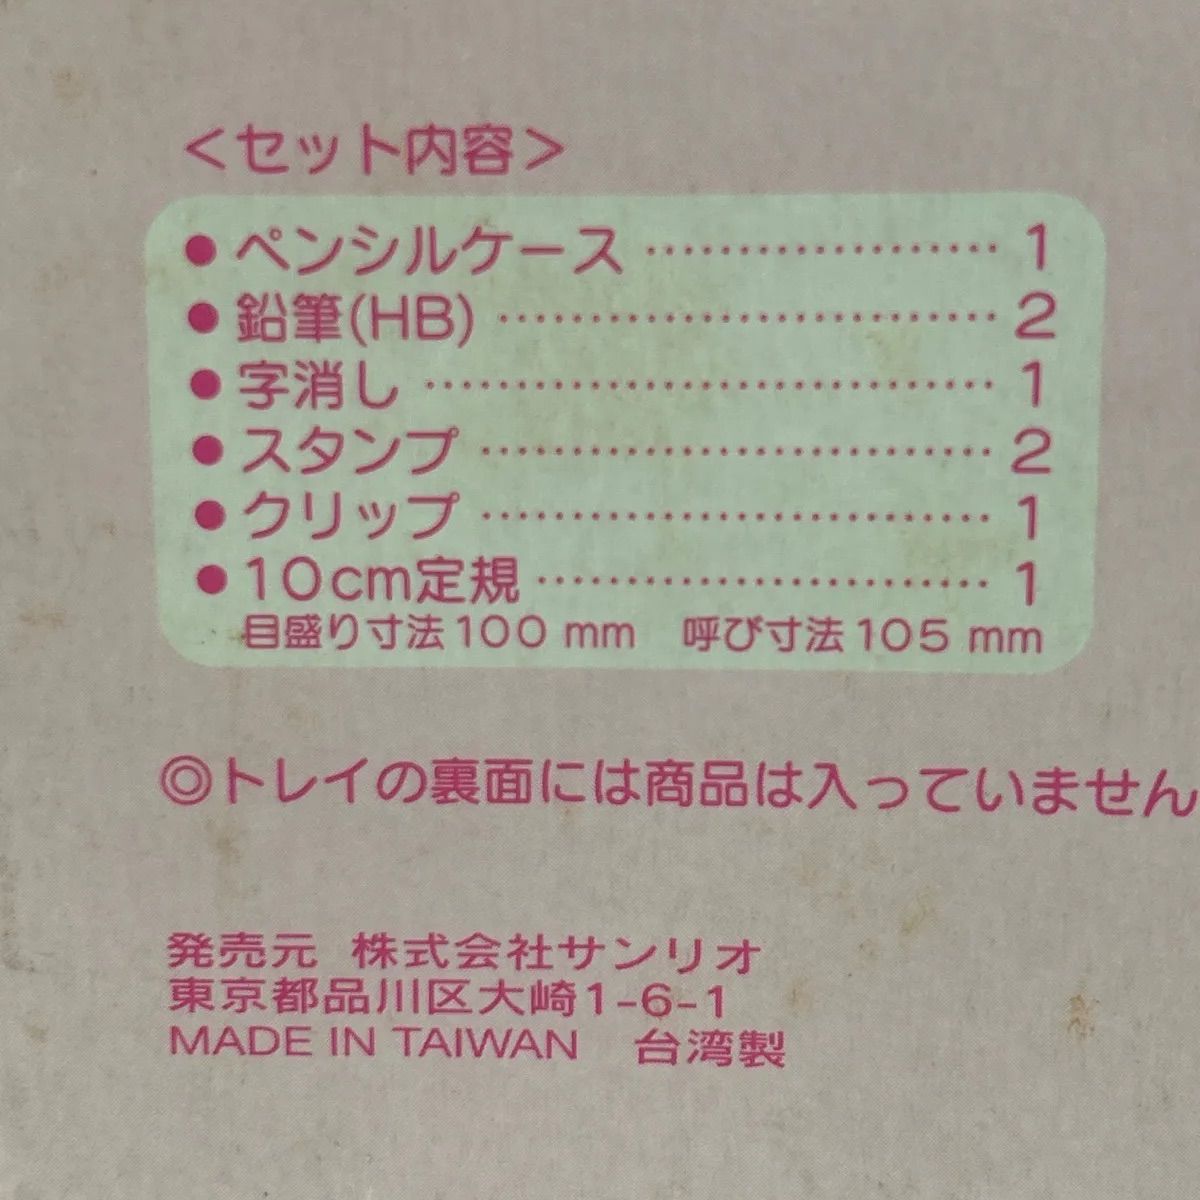 ＜セット内容＞
●ペンシルケース…………………1
●鉛筆(HB)…………………………2
●字消し……………………………1
●スタンプ…………………………2
●クリップ…………………………1
●10cm定規………………………1
目盛り寸法100 mm　呼び寸法105 mm
◎トレイの裏面には商品は入っていません
発売元 株式会社サンリオ
東京都品川区大崎1-6-1
MADE IN TAIWAN　台湾製